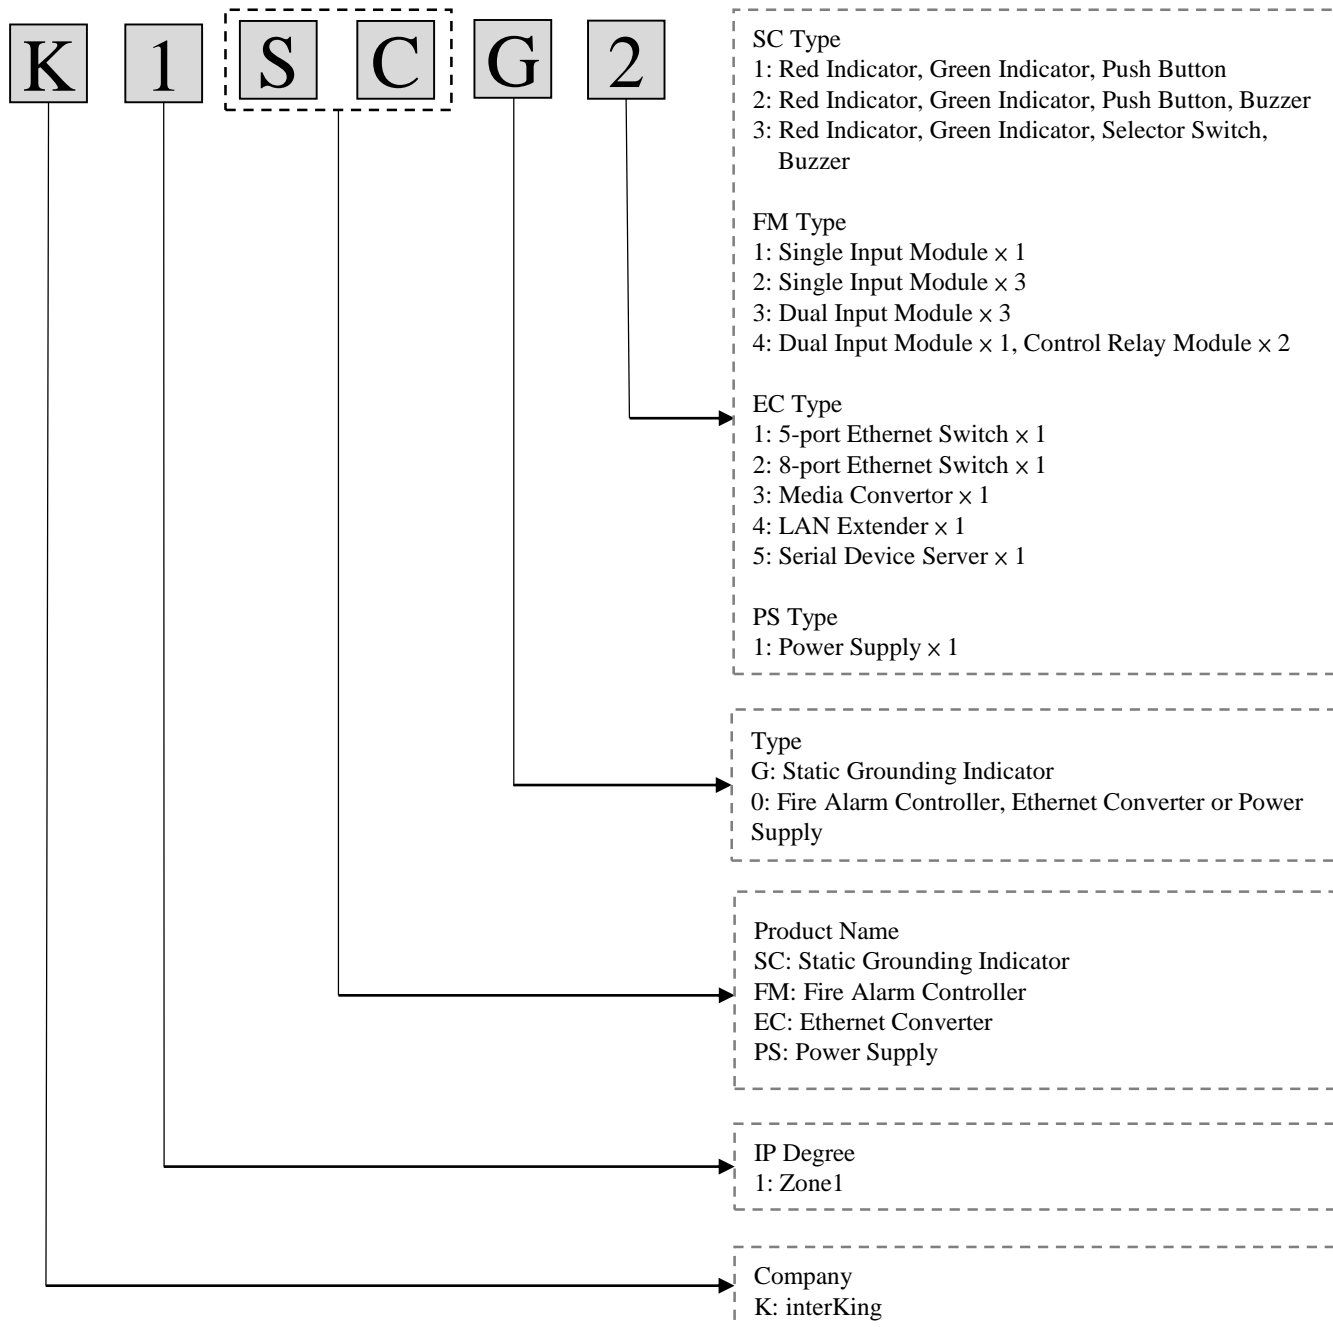 K 1 S C G 2
SC Type
1: Red Indicator, Green Indicator, Push Button
2: Red Indicator, Green Indicator, Push Button, Buzzer
3: Red Indicator, Green Indicator, Selector Switch,
Buzzer
FM Type
1: Single Input Module × 1
2: Single Input Module × 3
3: Dual Input Module × 3
4: Dual Input Module × 1, Control Relay Module × 2
EC Type
1: 5-port Ethernet Switch × 1
2: 8-port Ethernet Switch × 1
3: Media Convertor × 1
4: LAN Extender × 1
5: Serial Device Server × 1
PS Type
1: Power Supply × 1
Type
G: Static Grounding Indicator
0: Fire Alarm Controller, Ethernet Converter or Power
Supply
Product Name
SC: Static Grounding Indicator
FM: Fire Alarm Controller
EC: Ethernet Converter
PS: Power Supply
IP Degree
1: Zone1
Company
K: interKing